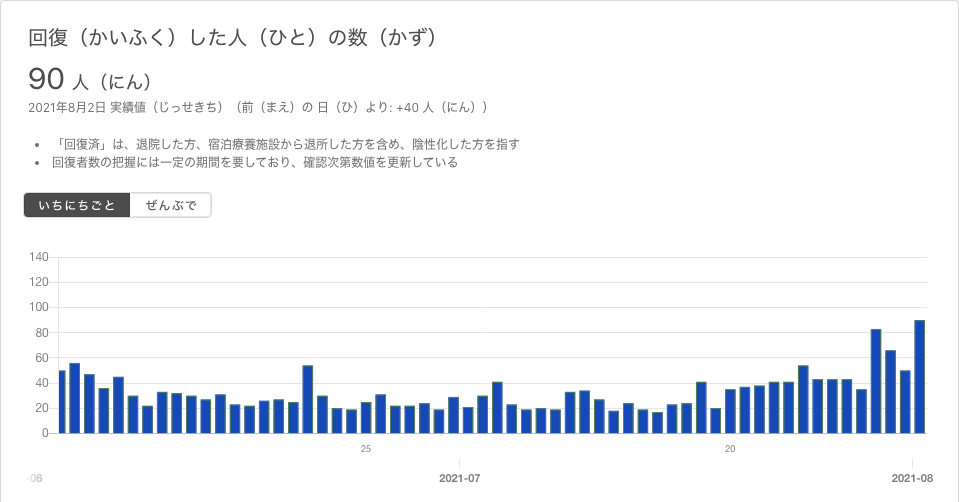 回復（かいふく）した人（ひと）の数（かず）
90 人（にん）
2021年8月2日 実績値（じっせきち）（前（まえ）の 日（ひ）より: +40 人（にん））
「回復済」は、退院した方、宿泊療養施設から退所した方を含め、陰性化した方を指す
回復者数の把握には一定の期間を要しており、確認次第数値を更新している
いちにちごと ぜんぶで
140
120
100
80
60
40
20
0
25 20
-06 2021-07 2021-08